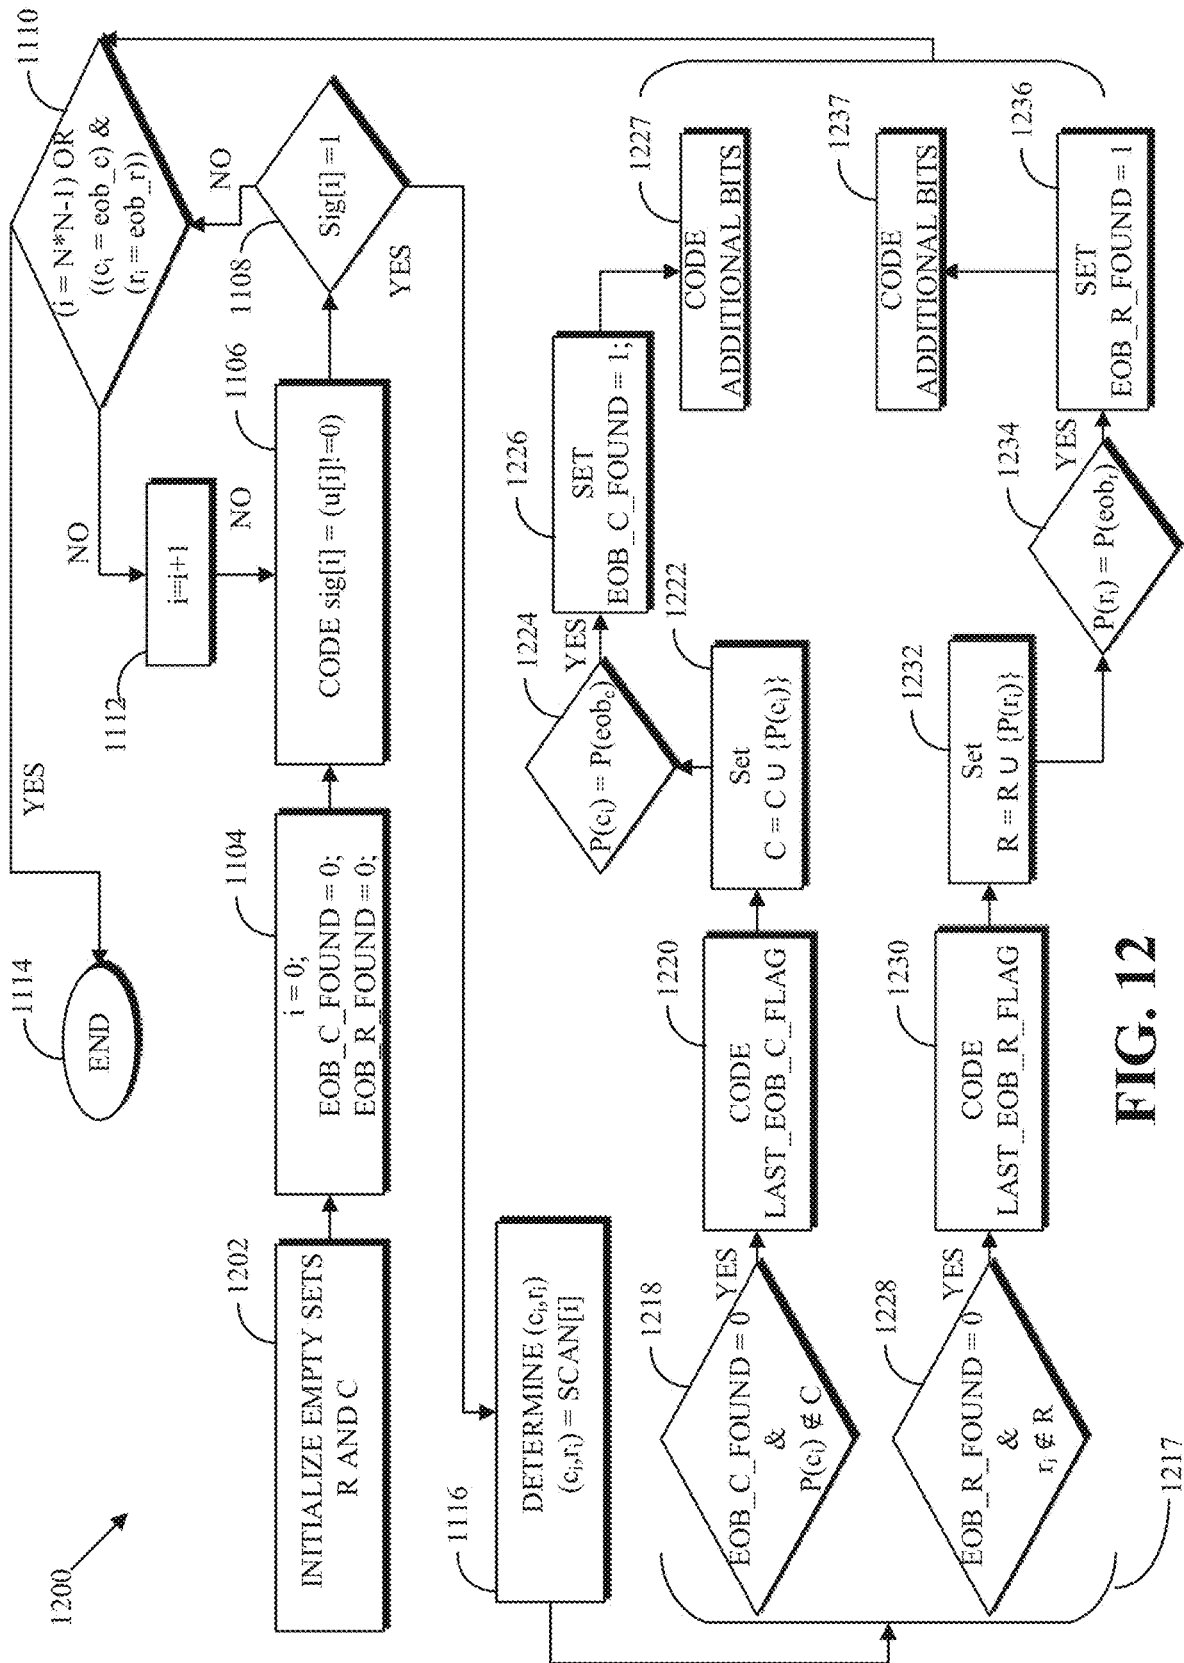 1200
1202
INITIALIZE EMPTY SETS
R AND C
1104
i = 0;
EOB_C_FOUND = 0;
EOB_R_FOUND = 0;
1106
CODE sig[i] = (u[i]!=0)
1108
Sig[i] = 1
NO
YES
1110
(i = N*N-1) OR
((cᵢ = eob_c) &
(rᵢ = eob_r))
NO
YES
1112
i=i+1
NO
1114
END
1116
DETERMINE (cᵢ,rᵢ)
(cᵢ,rᵢ) = SCAN[i]
1217
1218
EOB_C_FOUND = 0
&
P(cᵢ) ∉ C
YES
1220
CODE
LAST_EOB_C_FLAG
1222
Set
C = C ∪ {P(cᵢ)}
1224
P(cᵢ) = P(eob_c)
YES
1226
SET
EOB_C_FOUND = 1;
1227
CODE
ADDITIONAL BITS
1228
EOB_R_FOUND = 0
&
rᵢ ∉ R
YES
1230
CODE
LAST_EOB_R_FLAG
1232
Set
R = R ∪ {P(rᵢ)}
1234
P(rᵢ) = P(eobᵣ)
YES
1236
SET
EOB_R_FOUND = 1
1237
CODE
ADDITIONAL BITS
FIG. 12